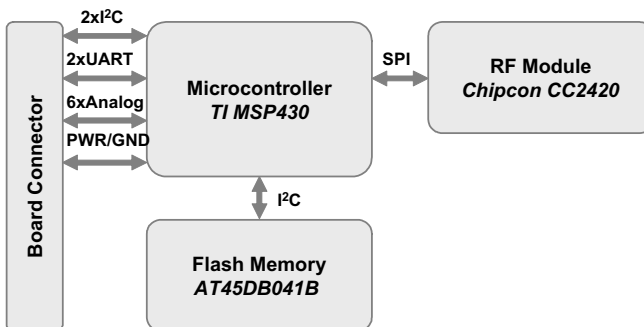 2xI²C
2xUART
6xAnalog
PWR/GND
Board Connector
Microcontroller
TI MSP430
SPI
RF Module
Chipcon CC2420
I²C
Flash Memory
AT45DB041B